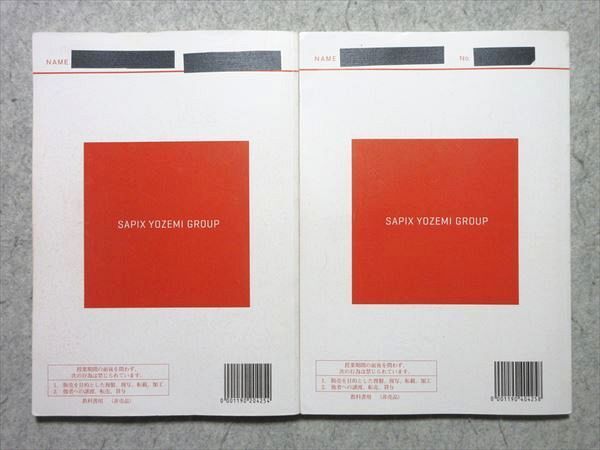 NAME
SAPIX YOZEMI GROUP
授業期間の前後を問わず、
次の行為は禁じられています。
1. 販売を目的とした複製、複写、転載、加工
2. 他者への譲渡、転売、貸与
教科書用 (非売品)
0 001190 204254
NAME
No.
SAPIX YOZEMI GROUP
授業期間の前後を問わず、
次の行為は禁じられています。
1. 販売を目的とした複製、複写、転載、加工
2. 他者への譲渡、転売、貸与
教科書用 (非売品)
0 001190 404258